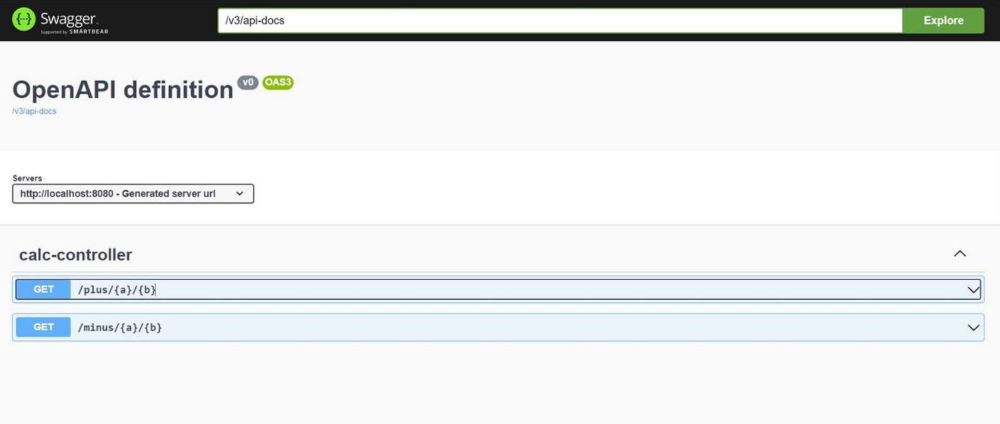 {··} Swagger.
Supported by SMARTBEAR
/v3/api-docs
Explore
OpenAPI definition v0 OAS3
/v3/api-docs
Servers
http://localhost:8080 - Generated server url
calc-controller
GET /plus/{a}/{b}
GET /minus/{a}/{b}